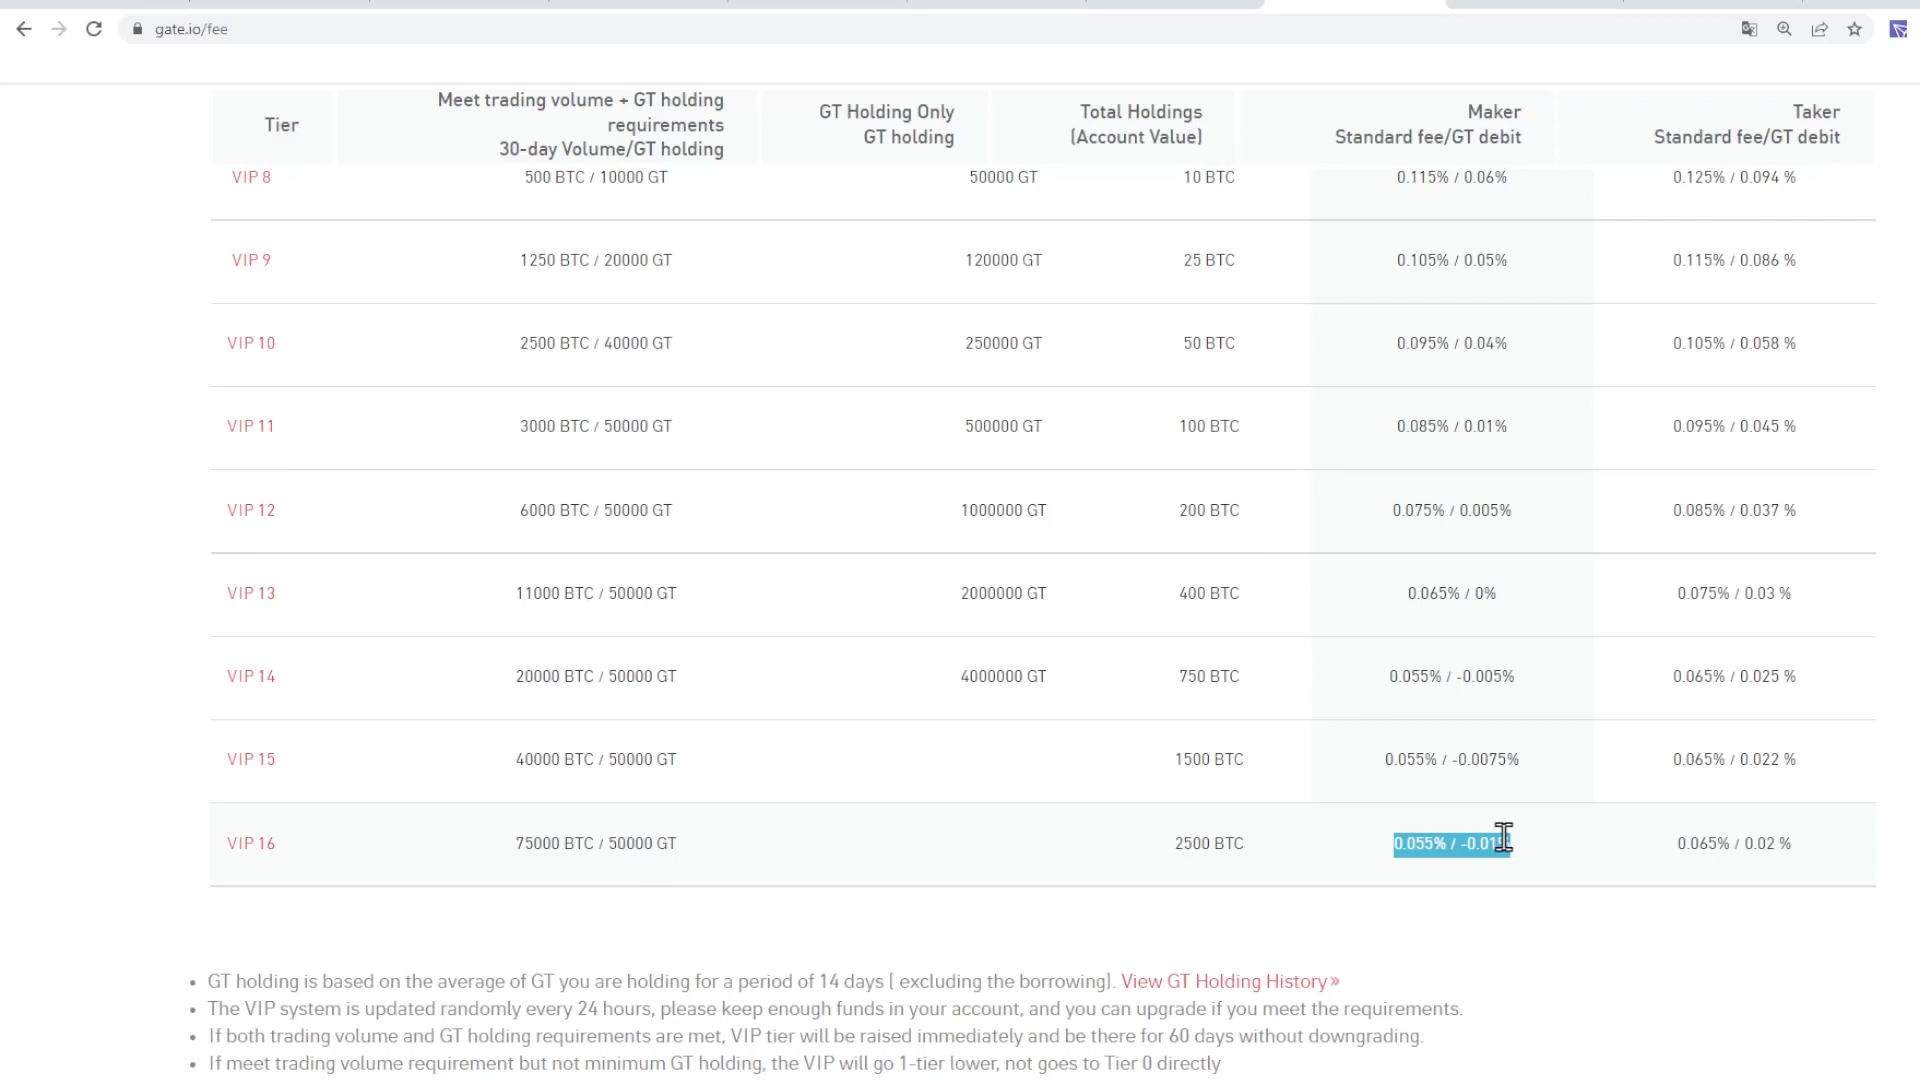 gate.io/fee
Tier
Meet trading volume + GT holding
requirements
30-day Volume/GT holding
GT Holding Only
GT holding
Total Holdings
(Account Value)
Maker
Standard fee/GT debit
Taker
Standard fee/GT debit
VIP 8 500 BTC / 10000 GT 50000 GT 10 BTC 0.115% / 0.06% 0.125% / 0.094 %
VIP 9 1250 BTC / 20000 GT 120000 GT 25 BTC 0.105% / 0.05% 0.115% / 0.086 %
VIP 10 2500 BTC / 40000 GT 250000 GT 50 BTC 0.095% / 0.04% 0.105% / 0.058 %
VIP 11 3000 BTC / 50000 GT 500000 GT 100 BTC 0.085% / 0.01% 0.095% / 0.045 %
VIP 12 6000 BTC / 50000 GT 1000000 GT 200 BTC 0.075% / 0.005% 0.085% / 0.037 %
VIP 13 11000 BTC / 50000 GT 2000000 GT 400 BTC 0.065% / 0% 0.075% / 0.03 %
VIP 14 20000 BTC / 50000 GT 4000000 GT 750 BTC 0.055% / -0.005% 0.065% / 0.025 %
VIP 15 40000 BTC / 50000 GT 1500 BTC 0.055% / -0.0075% 0.065% / 0.022 %
VIP 16 75000 BTC / 50000 GT 2500 BTC 0.055% / -0.01 0.065% / 0.02 %
• GT holding is based on the average of GT you are holding for a period of 14 days ( excluding the borrowing). View GT Holding History»
• The VIP system is updated randomly every 24 hours, please keep enough funds in your account, and you can upgrade if you meet the requirements.
• If both trading volume and GT holding requirements are met, VIP tier will be raised immediately and be there for 60 days without downgrading.
• If meet trading volume requirement but not minimum GT holding, the VIP will go 1-tier lower, not goes to Tier 0 directly